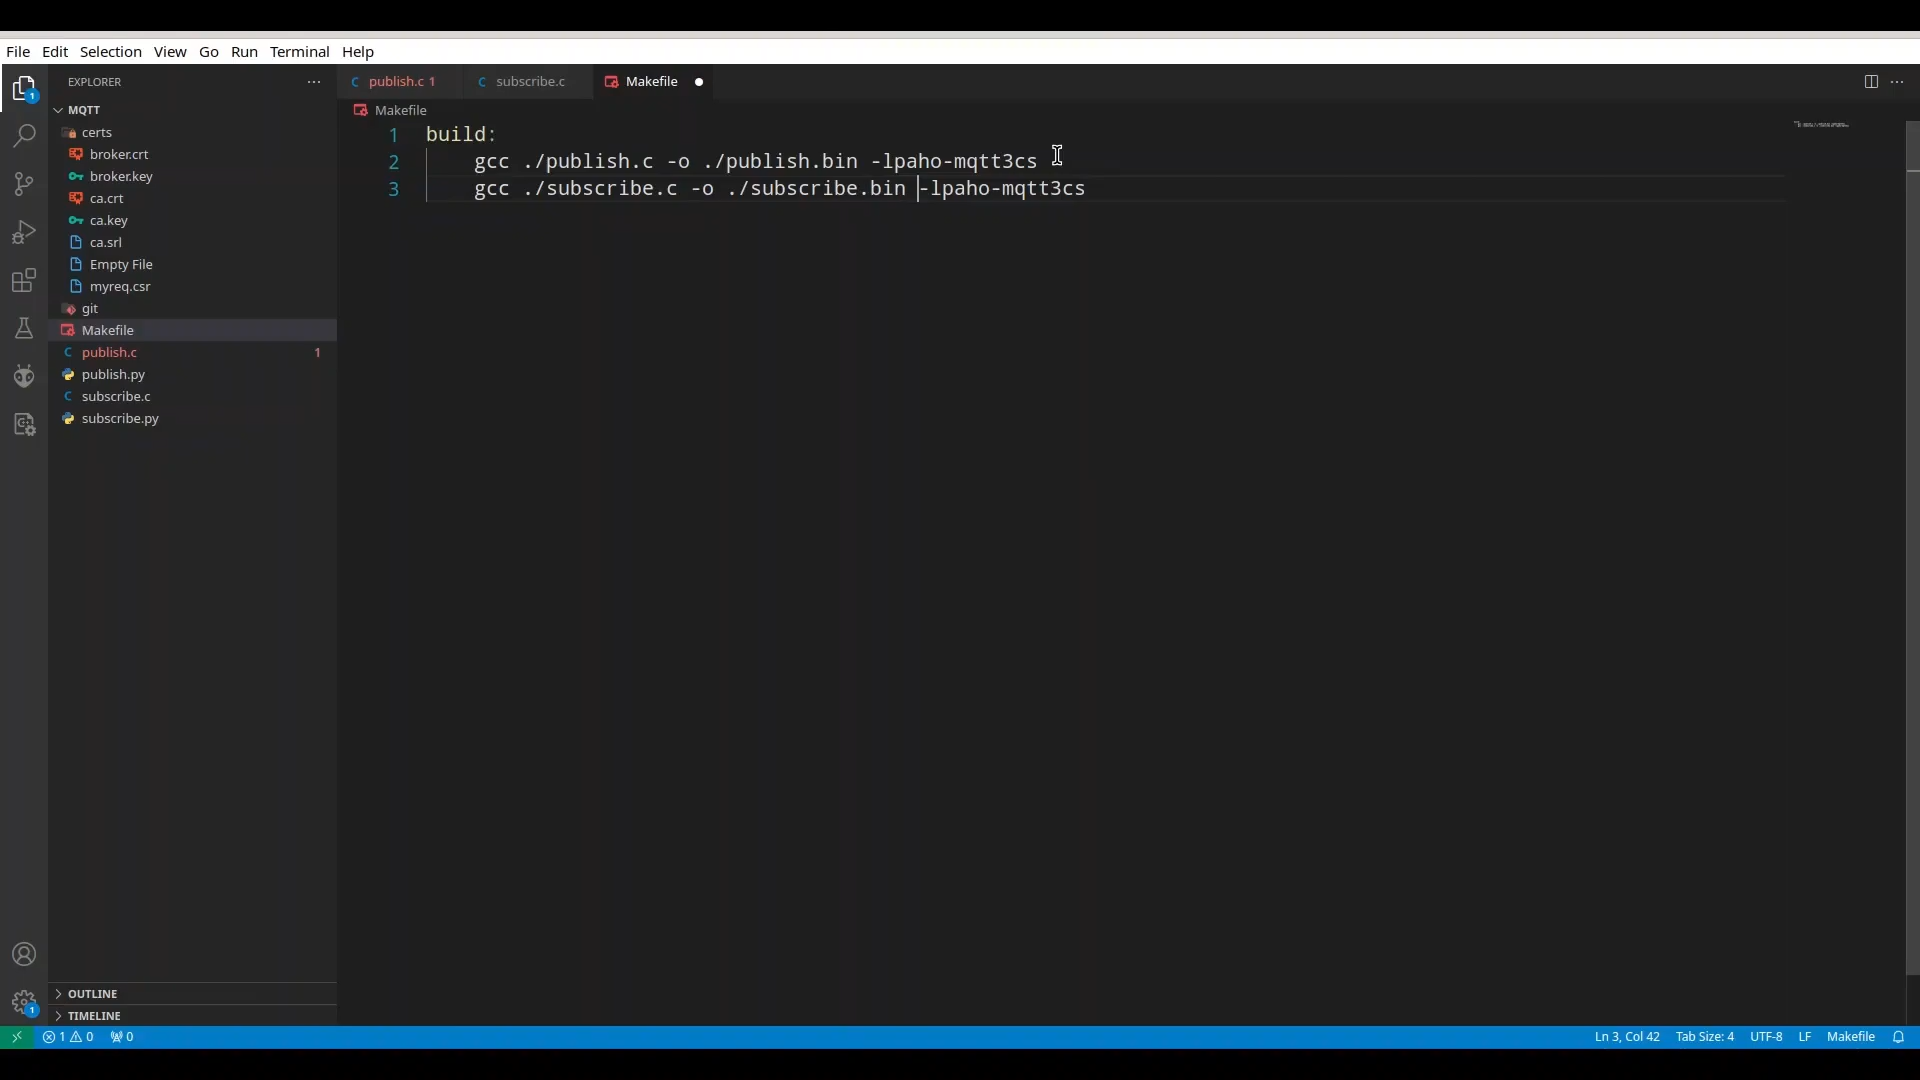 File Edit Selection View Go Run Terminal Help
EXPLORER ···
publish.c 1 subscribe.c Makefile
MQTT
certs
broker.crt
broker.key
ca.crt
ca.key
ca.srl
Empty File
myreq.csr
git
Makefile
publish.c 1
publish.py
subscribe.c
subscribe.py
OUTLINE
TIMELINE
Makefile
1 build:
2 gcc ./publish.c -o ./publish.bin -lpaho-mqtt3cs
3 gcc ./subscribe.c -o ./subscribe.bin -lpaho-mqtt3cs
1
1
1 0 0 Ln 3, Col 42 Tab Size: 4 UTF-8 LF Makefile